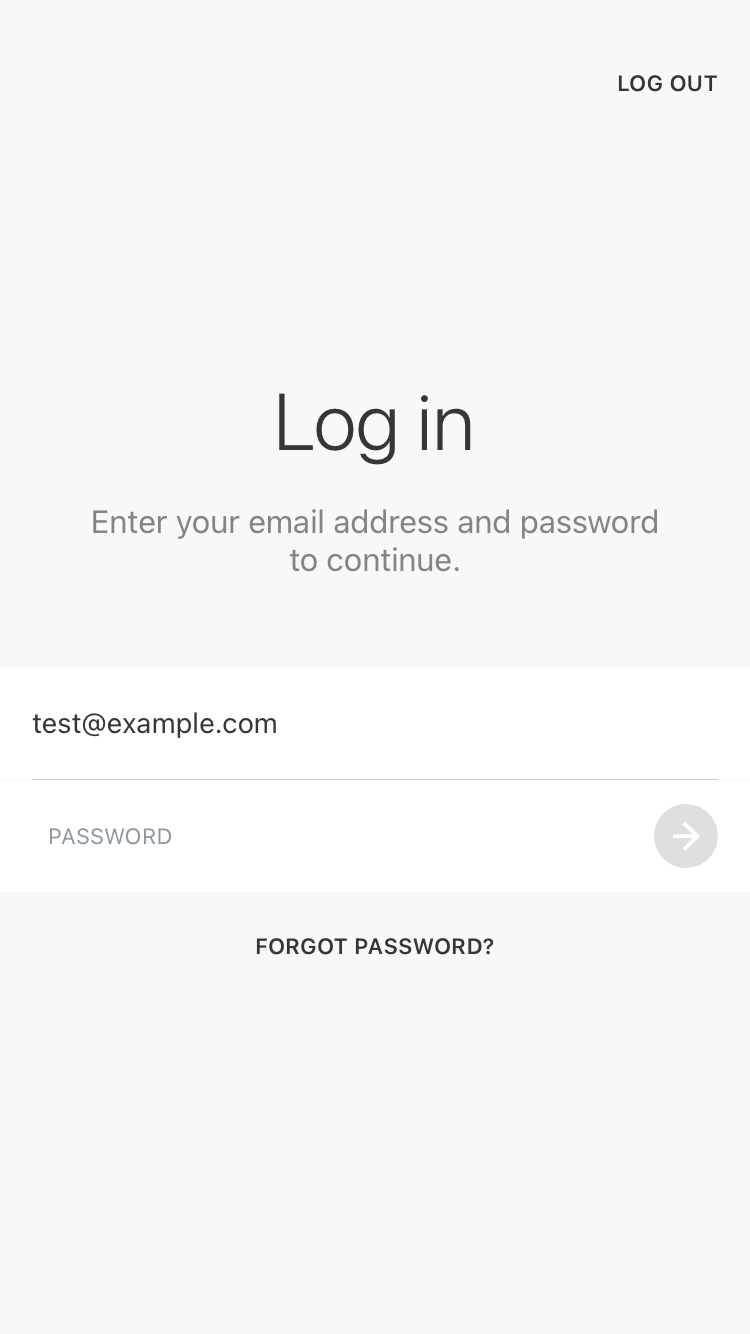 LOG OUT
Log in
Enter your email address and password
to continue.
test@example.com
PASSWORD
FORGOT PASSWORD?